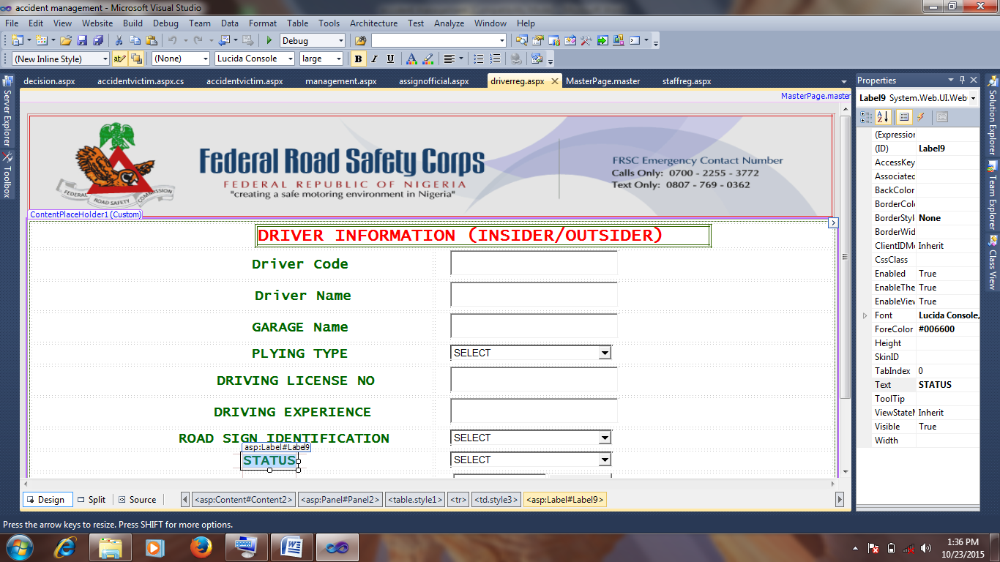 accident management - Microsoft Visual Studio
File Edit View Website Build Debug Team Data Format Table Tools Architecture Test Analyze Window Help
Debug
(New Inline Style) (None) Lucida Console large B I U A
decision.aspx accidentvictim.aspx.cs accidentvictim.aspx management.aspx assignofficial.aspx driverreg.aspx MasterPage.master staffreg.aspx
MasterPage.master
Server Explorer
Toolbox
FEDERAL ROAD SAFETY COMMISSION
Federal Road Safety Corps
FEDERAL REPUBLIC OF NIGERIA
"creating a safe motoring environment in Nigeria"
FRSC Emergency Contact Number
Calls Only: 0700 - 2255 - 3772
Text Only: 0807 - 769 - 0362
ContentPlaceHolder1 (Custom)
DRIVER INFORMATION (INSIDER/OUTSIDER)
Driver Code
Driver Name
GARAGE Name
PLYING TYPE SELECT
DRIVING LICENSE NO
DRIVING EXPERIENCE
ROAD SIGN IDENTIFICATION SELECT
asp:Label#Label9
STATUS SELECT
Design Split Source <asp:Content#Content2> <asp:Panel#Panel2> <table.style1> <tr> <td.style3> <asp:Label#Label9>
Properties
Label9 System.Web.UI.Web
(Expression
(ID) Label9
AccessKey
Associated
BackColor
BorderColo
BorderStyl None
BorderWid
ClientIDMo Inherit
CssClass
Enabled True
EnableThe True
EnableView True
Font Lucida Console,
ForeColor #006600
Height
SkinID
TabIndex 0
Text STATUS
ToolTip
ViewStateM Inherit
Visible True
Width
Solution Explorer
Team Explorer
Class View
Press the arrow keys to resize. Press SHIFT for more options.
1:36 PM
10/23/2015